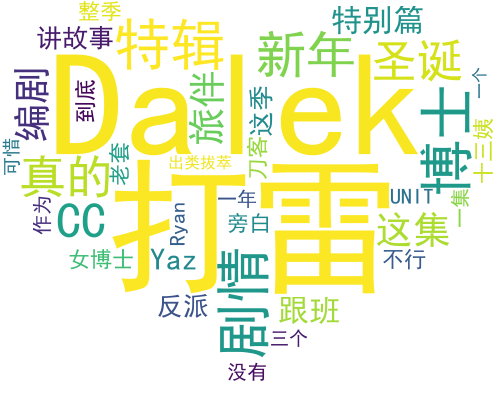 整季
特别篇
讲故事
特辑
新年
圣诞
Dalek
编剧
到底
旅伴
这季
博士
一个
可惜
老套
出类拔萃
刀客
十三姨
真的
打雷
作为
CC
Ryan
一年
UNIT
一集
旁白
这集
女博士
Yaz
剧情
不行
反派
跟班
三个
没有